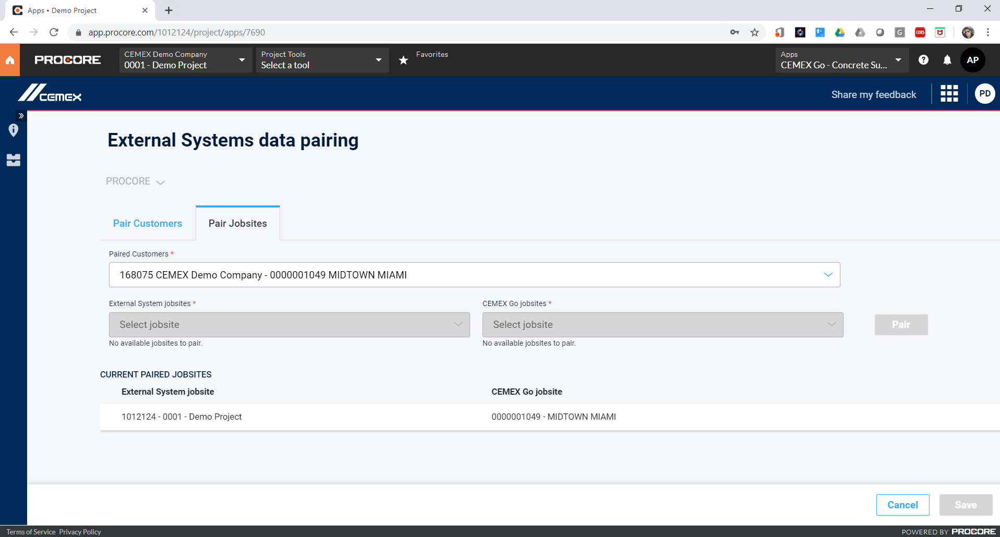 Apps • Demo Project
app.procore.com/1012124/project/apps/7690
G
CORS
PROCORE
CEMEX Demo Company
0001 - Demo Project
Project Tools
Select a tool
Favorites
Apps
CEMEX Go - Concrete Su...
?
AP
CEMEX
Share my feedback
PD
External Systems data pairing
PROCORE
Pair Customers
Pair Jobsites
Paired Customers *
168075 CEMEX Demo Company - 0000001049 MIDTOWN MIAMI
External System jobsites *
CEMEX Go jobsites *
Select jobsite
Select jobsite
Pair
No available jobsites to pair.
No available jobsites to pair.
CURRENT PAIRED JOBSITES
External System jobsite
CEMEX Go jobsite
1012124 - 0001 - Demo Project
0000001049 - MIDTOWN MIAMI
Cancel
Save
Terms of Service Privacy Policy
POWERED BY PROCORE